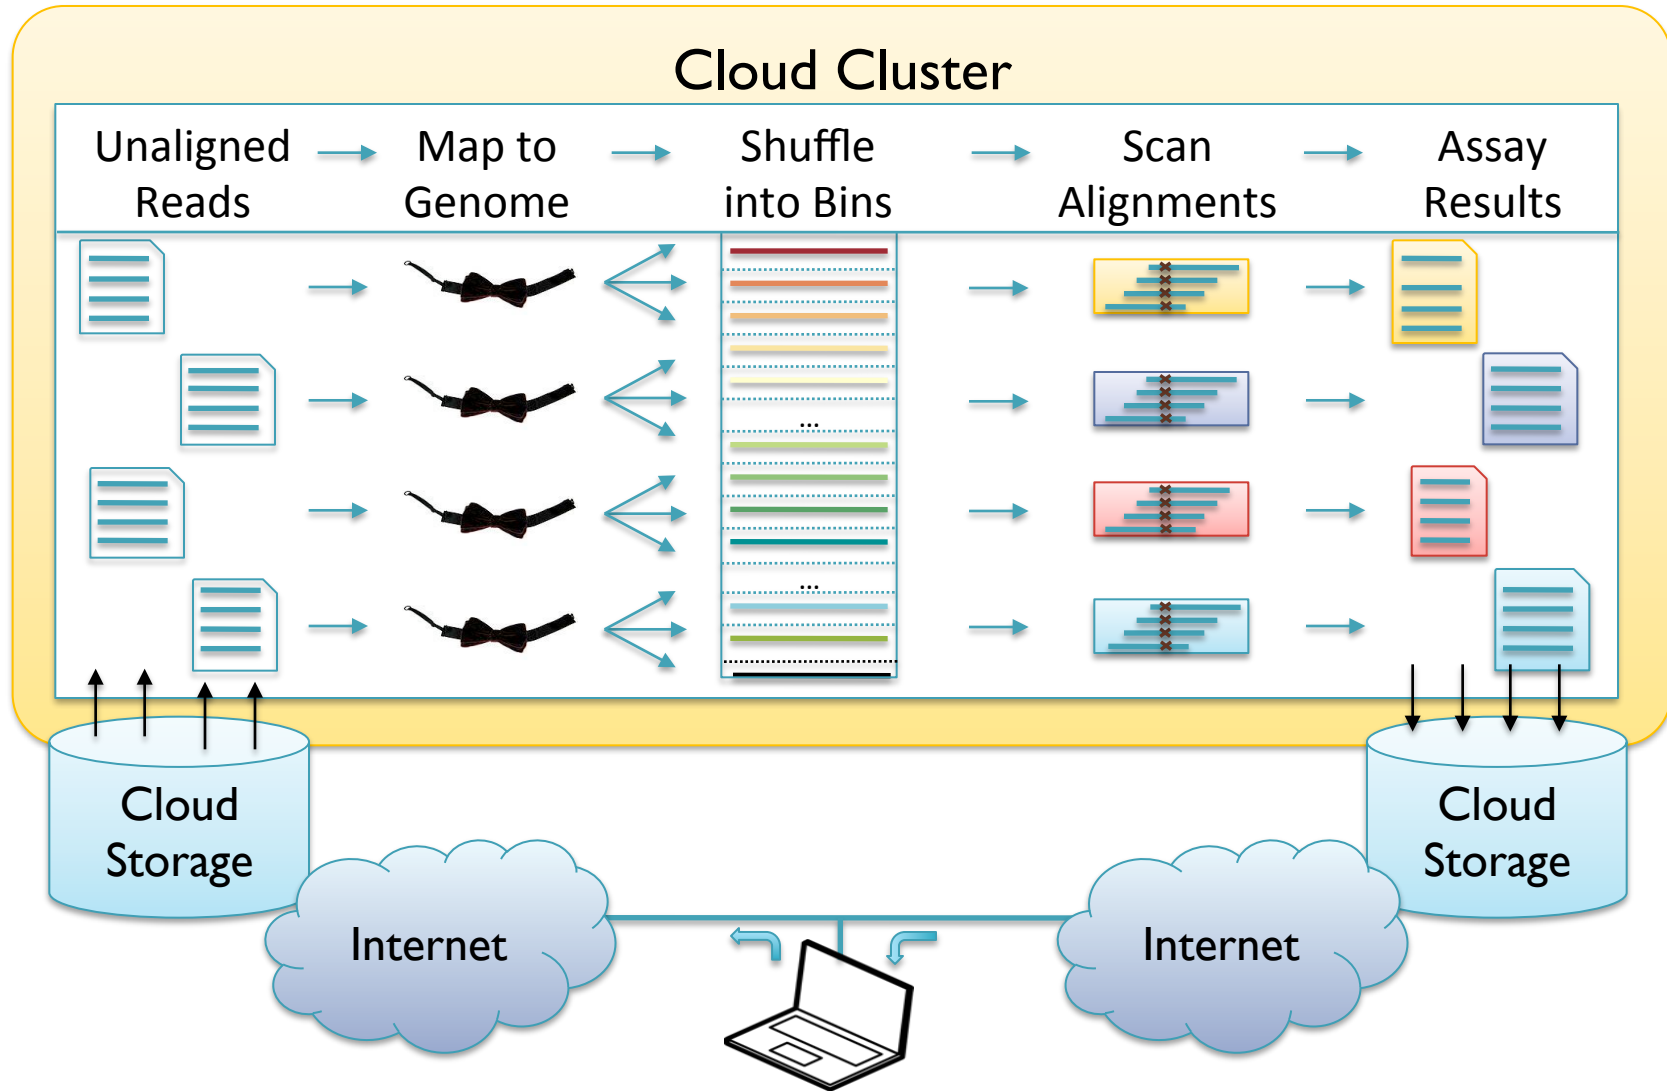 Cloud Cluster
Unaligned
Reads
Map to
Genome
Shuffle
into Bins
Scan
Alignments
Assay
Results
...
...
Cloud
Storage
Cloud
Storage
Internet
Internet